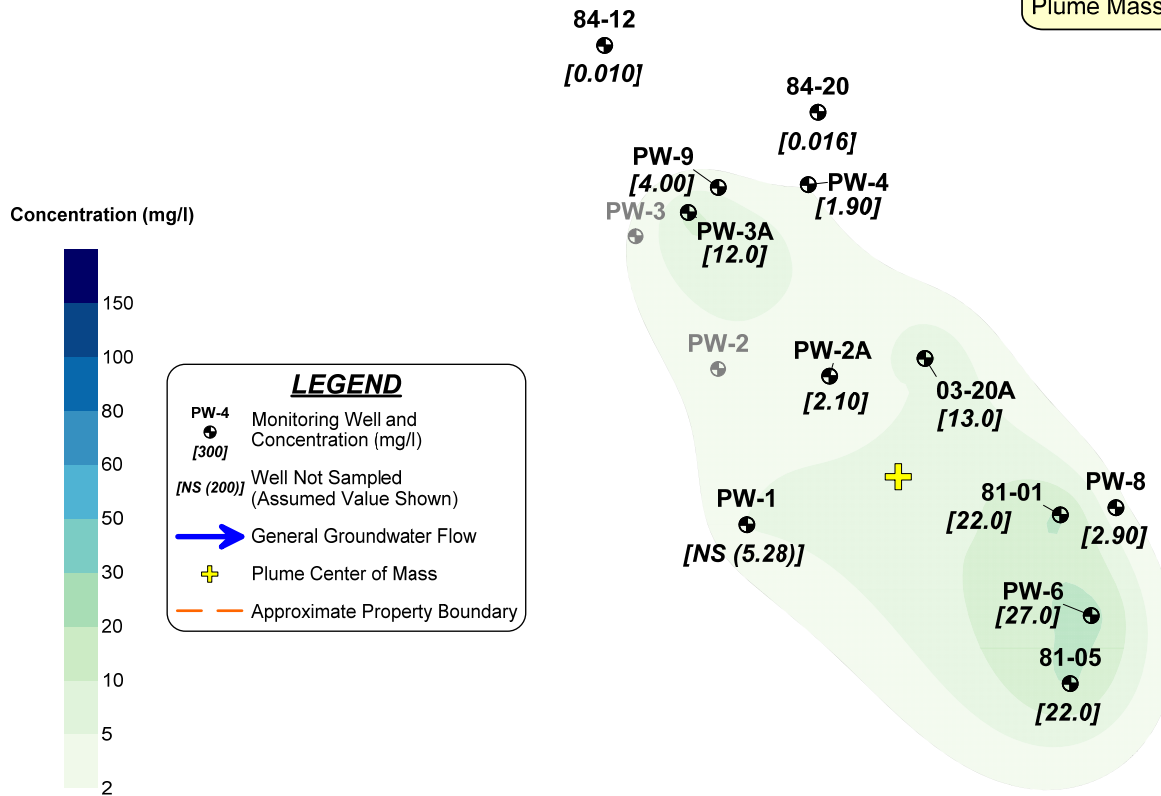 Plume Mass
84-12
[0.010]
84-20
[0.016]
PW-9
[4.00]
PW-4
[1.90]
PW-3
PW-3A
[12.0]
Concentration (mg/l)
150
100
80
60
50
30
20
10
5
2
PW-2
PW-2A
[2.10]
03-20A
[13.0]
LEGEND
PW-4
[300]
Monitoring Well and
Concentration (mg/l)
[NS (200)]
Well Not Sampled
(Assumed Value Shown)
General Groundwater Flow
Plume Center of Mass
Approximate Property Boundary
PW-1
[NS (5.28)]
81-01
[22.0]
PW-8
[2.90]
PW-6
[27.0]
81-05
[22.0]